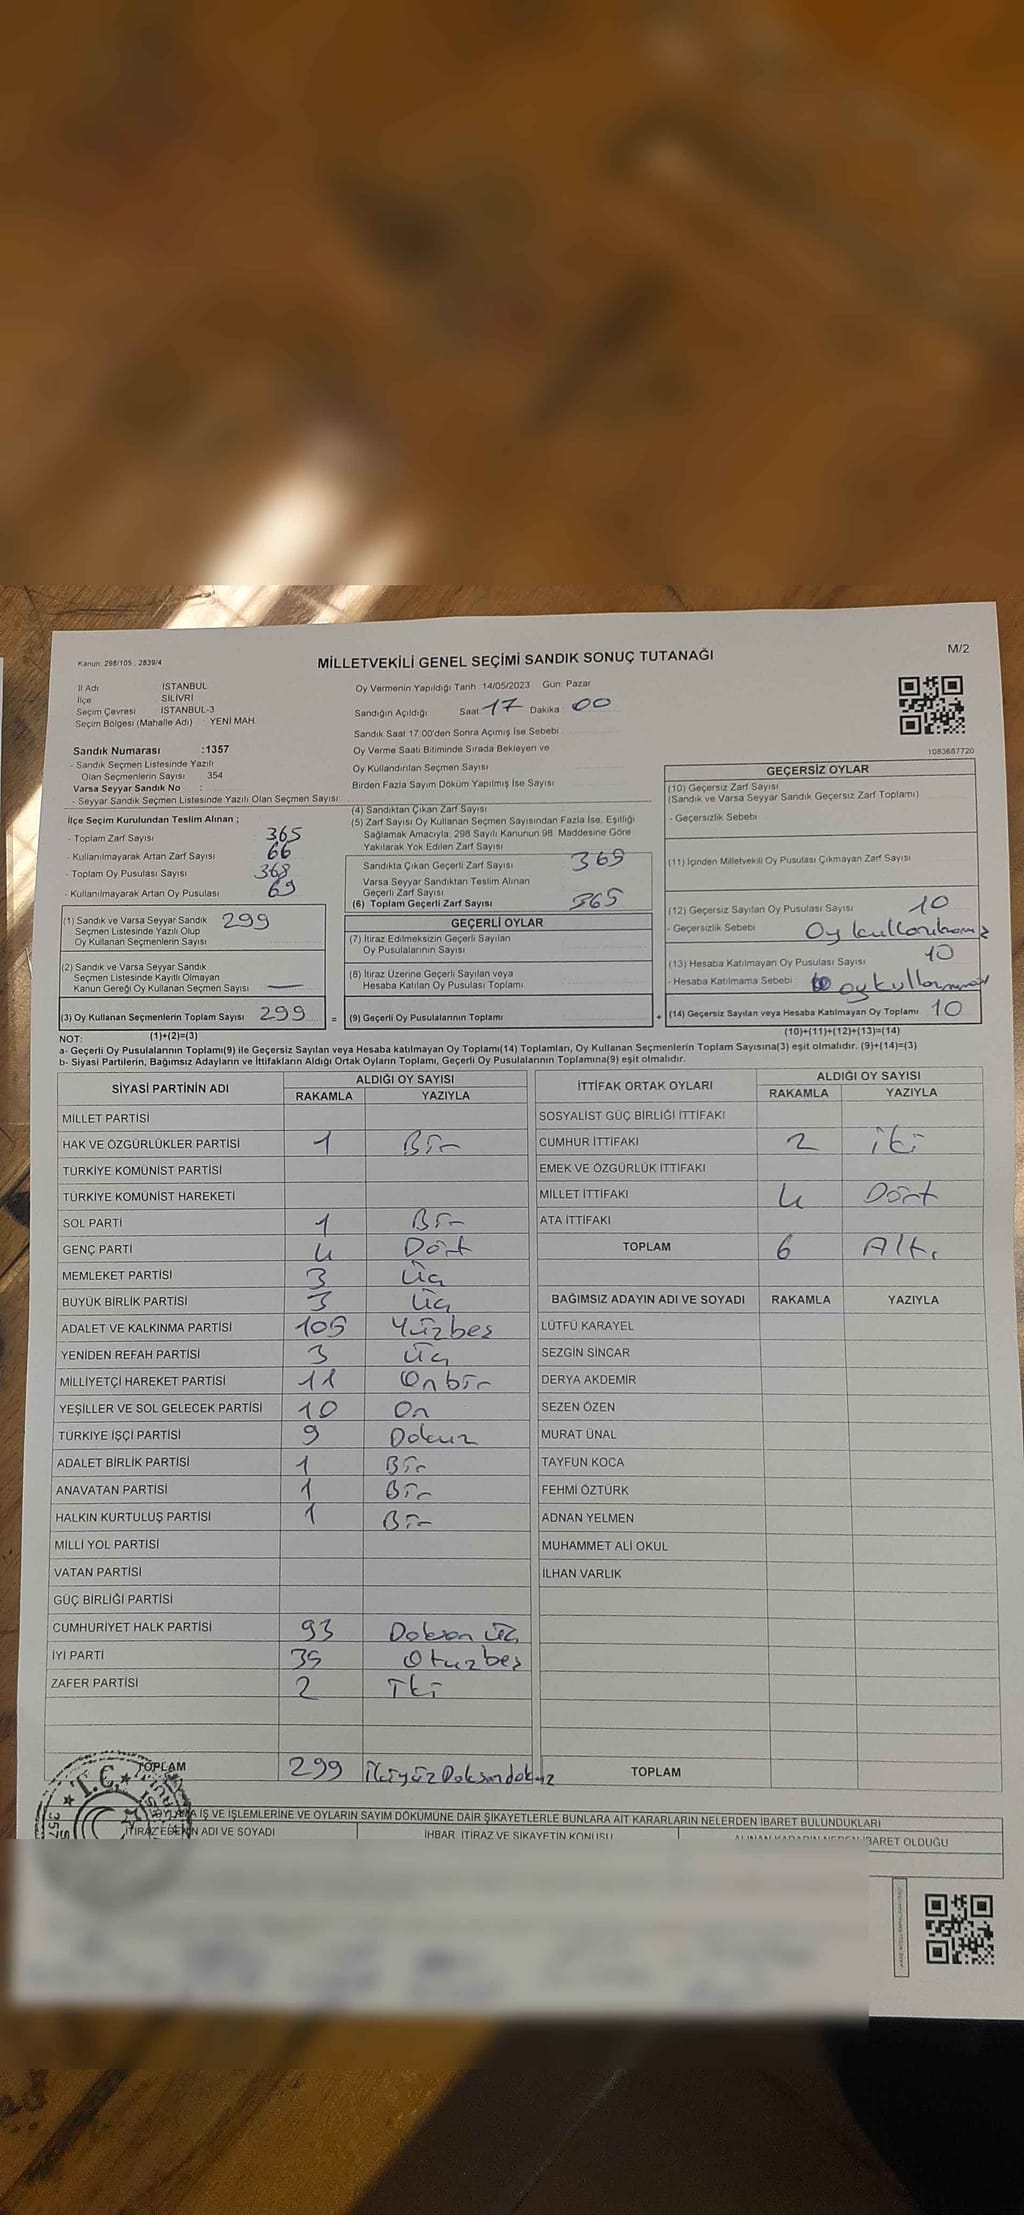 Kanun: 298/105 , 2839/4
MİLLETVEKİLİ GENEL SEÇİMİ SANDIK SONUÇ TUTANAĞI
M/2
İl Adı İSTANBUL
İlçe SİLİVRİ
Seçim Çevresi İSTANBUL-3
Seçim Bölgesi (Mahalle Adı) YENİ MAH.
Oy Vermenin Yapıldığı Tarih 14/05/2023 Gün: Pazar
Sandığın Açıldığı Saat 17 Dakika 00
Sandık Saat 17:00'den Sonra Açımış İse Sebebi
Oy Verme Saati Bitiminde Sırada Bekleyen ve
Oy Kullandırılan Seçmen Sayısı
Birden Fazla Sayım Döküm Yapılmış İse Sayısı
1083687720
Sandık Numarası :1357
- Sandık Seçmen Listesinde Yazılı
Olan Seçmenlerin Sayısı 354
Varsa Seyyar Sandık No :
- Seyyar Sandık Seçmen Listesinde Yazılı Olan Seçmen Sayısı:
İlçe Seçim Kurulundan Teslim Alınan ;
- Toplam Zarf Sayısı 365
- Kullanılmayarak Artan Zarf Sayısı 66
- Toplam Oy Pusulası Sayısı 368
- Kullanılmayarak Artan Oy Pusulası 69
(1) Sandık ve Varsa Seyyar Sandık 299
Seçmen Listesinde Yazılı Olup
Oy Kullanan Seçmenlerin Sayısı
(2) Sandık ve Varsa Seyyar Sandık
Seçmen Listesinde Kayıtlı Olmayan
Kanun Gereği Oy Kullanan Seçmen Sayısı —
(3) Oy Kullanan Seçmenlerin Toplam Sayısı 299 =
(4) Sandıktan Çıkan Zarf Sayısı
(5) Zarf Sayısı Oy Kullanan Seçmen Sayısından Fazla İse, Eşitliği
Sağlamak Amacıyla; 298 Sayılı Kanunun 98. Maddesine Göre
Yakılarak Yok Edilen Zarf Sayısı
Sandıkta Çıkan Geçerli Zarf Sayısı 369
Varsa Seyyar Sandıktan Teslim Alınan
Geçerli Zarf Sayısı
(6) Toplam Geçerli Zarf Sayısı 365
GEÇERLİ OYLAR
(7) İtiraz Edilmeksizin Geçerli Sayılan
Oy Pusulalarının Sayısı
(8) İtiraz Üzerine Geçerli Sayılan veya
Hesaba Katılan Oy Pusulası Toplamı
(9) Geçerli Oy Pusulalarının Toplamı +
GEÇERSİZ OYLAR
(10) Geçersiz Zarf Sayısı
(Sandık ve Varsa Seyyar Sandık Geçersiz Zarf Toplamı)
- Geçersizlik Sebebi
(11) İçinden Milletvekili Oy Pusulası Çıkmayan Zarf Sayısı
(12) Geçersiz Sayılan Oy Pusulası Sayısı 10
- Geçersizlik Sebebi Oy
(13) Hesaba Katılmayan Oy Pusulası Sayısı 10
- Hesaba Katılmama Sebebi
(14) Geçersiz Sayılan veya Hesaba Katılmayan Oy Toplamı 10
NOT: (1)+(2)=(3)
(10)+(11)+(12)+(13)=(14)
a- Geçerli Oy Pusulalarının Toplamı(9) ile Geçersiz Sayılan veya Hesaba katılmayan Oy Toplamı(14) Toplamları, Oy Kullanan Seçmenlerin Toplam Sayısına(3) eşit olmalıdır. (9)+(14)=(3)
b- Siyasi Partilerin, Bağımsız Adayların ve İttifakların Aldığı Ortak Oyların Toplamı, Geçerli Oy Pusulalarının Toplamına(9) eşit olmalıdır.
SİYASİ PARTİNİN ADI ALDIĞI OY SAYISI
RAKAMLA YAZIYLA
MİLLET PARTİSİ
HAK VE ÖZGÜRLÜKLER PARTİSİ 1 Bir
TÜRKİYE KOMÜNİST PARTİSİ
TÜRKİYE KOMÜNİST HAREKETİ
SOL PARTİ 1 Bir
GENÇ PARTİ 4 Dört
MEMLEKET PARTİSİ 3 Üç
BÜYÜK BİRLİK PARTİSİ 3 Üç
ADALET VE KALKINMA PARTİSİ 105 Yüzbeş
YENİDEN REFAH PARTİSİ 3 Üç
MİLLİYETÇİ HAREKET PARTİSİ 11 Onbir
YEŞİLLER VE SOL GELECEK PARTİSİ 10 On
TÜRKİYE İŞÇİ PARTİSİ 9 Dokuz
ADALET BİRLİK PARTİSİ 1 Bir
ANAVATAN PARTİSİ 1 Bir
HALKIN KURTULUŞ PARTİSİ 1 Bir
MİLLİ YOL PARTİSİ
VATAN PARTİSİ
GÜÇ BİRLİĞİ PARTİSİ
CUMHURİYET HALK PARTİSİ 93 Doksan üç
İYİ PARTİ 35 Otuzbeş
ZAFER PARTİSİ 2 İki
TOPLAM 299 İkiyüzDoksandokuz
İTTİFAK ORTAK OYLARI ALDIĞI OY SAYISI
RAKAMLA YAZIYLA
SOSYALİST GÜÇ BİRLİĞİ İTTİFAKI
CUMHUR İTTİFAKI 2 iki
EMEK VE ÖZGÜRLÜK İTTİFAKI
MİLLET İTTİFAKI 4 Dört
ATA İTTİFAKI
TOPLAM 6 Altı
BAĞIMSIZ ADAYIN ADI VE SOYADI RAKAMLA YAZIYLA
LÜTFÜ KARAYEL
SEZGİN SİNCAR
DERYA AKDEMİR
SEZEN ÖZEN
MURAT ÜNAL
TAYFUN KOCA
FEHMİ ÖZTÜRK
ADNAN YELMEN
MUHAMMET ALİ OKUL
İLHAN VARLIK
TOPLAM
T.C.
OYLAMA İŞ VE İŞLEMLERİNE VE OYLARIN SAYIM DÖKÜMÜNE DAİR ŞİKAYETLERLE BUNLARA AİT KARARLARIN NELERDEN İBARET BULUNDUKLARI
İTİRAZ EDENİN ADI VE SOYADI İHBAR, İTİRAZ VE ŞİKAYETİN KONUSU ALINAN KARARIN NEDEN İBARET OLDUĞU